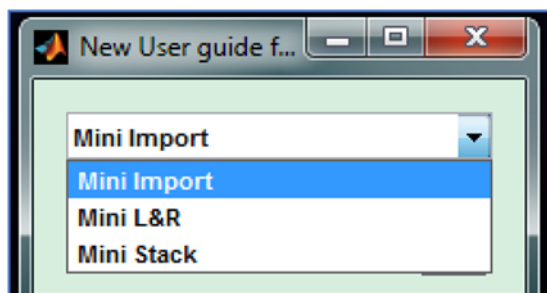 New User guide f...
Mini Import
Mini Import
Mini L&R
Mini Stack